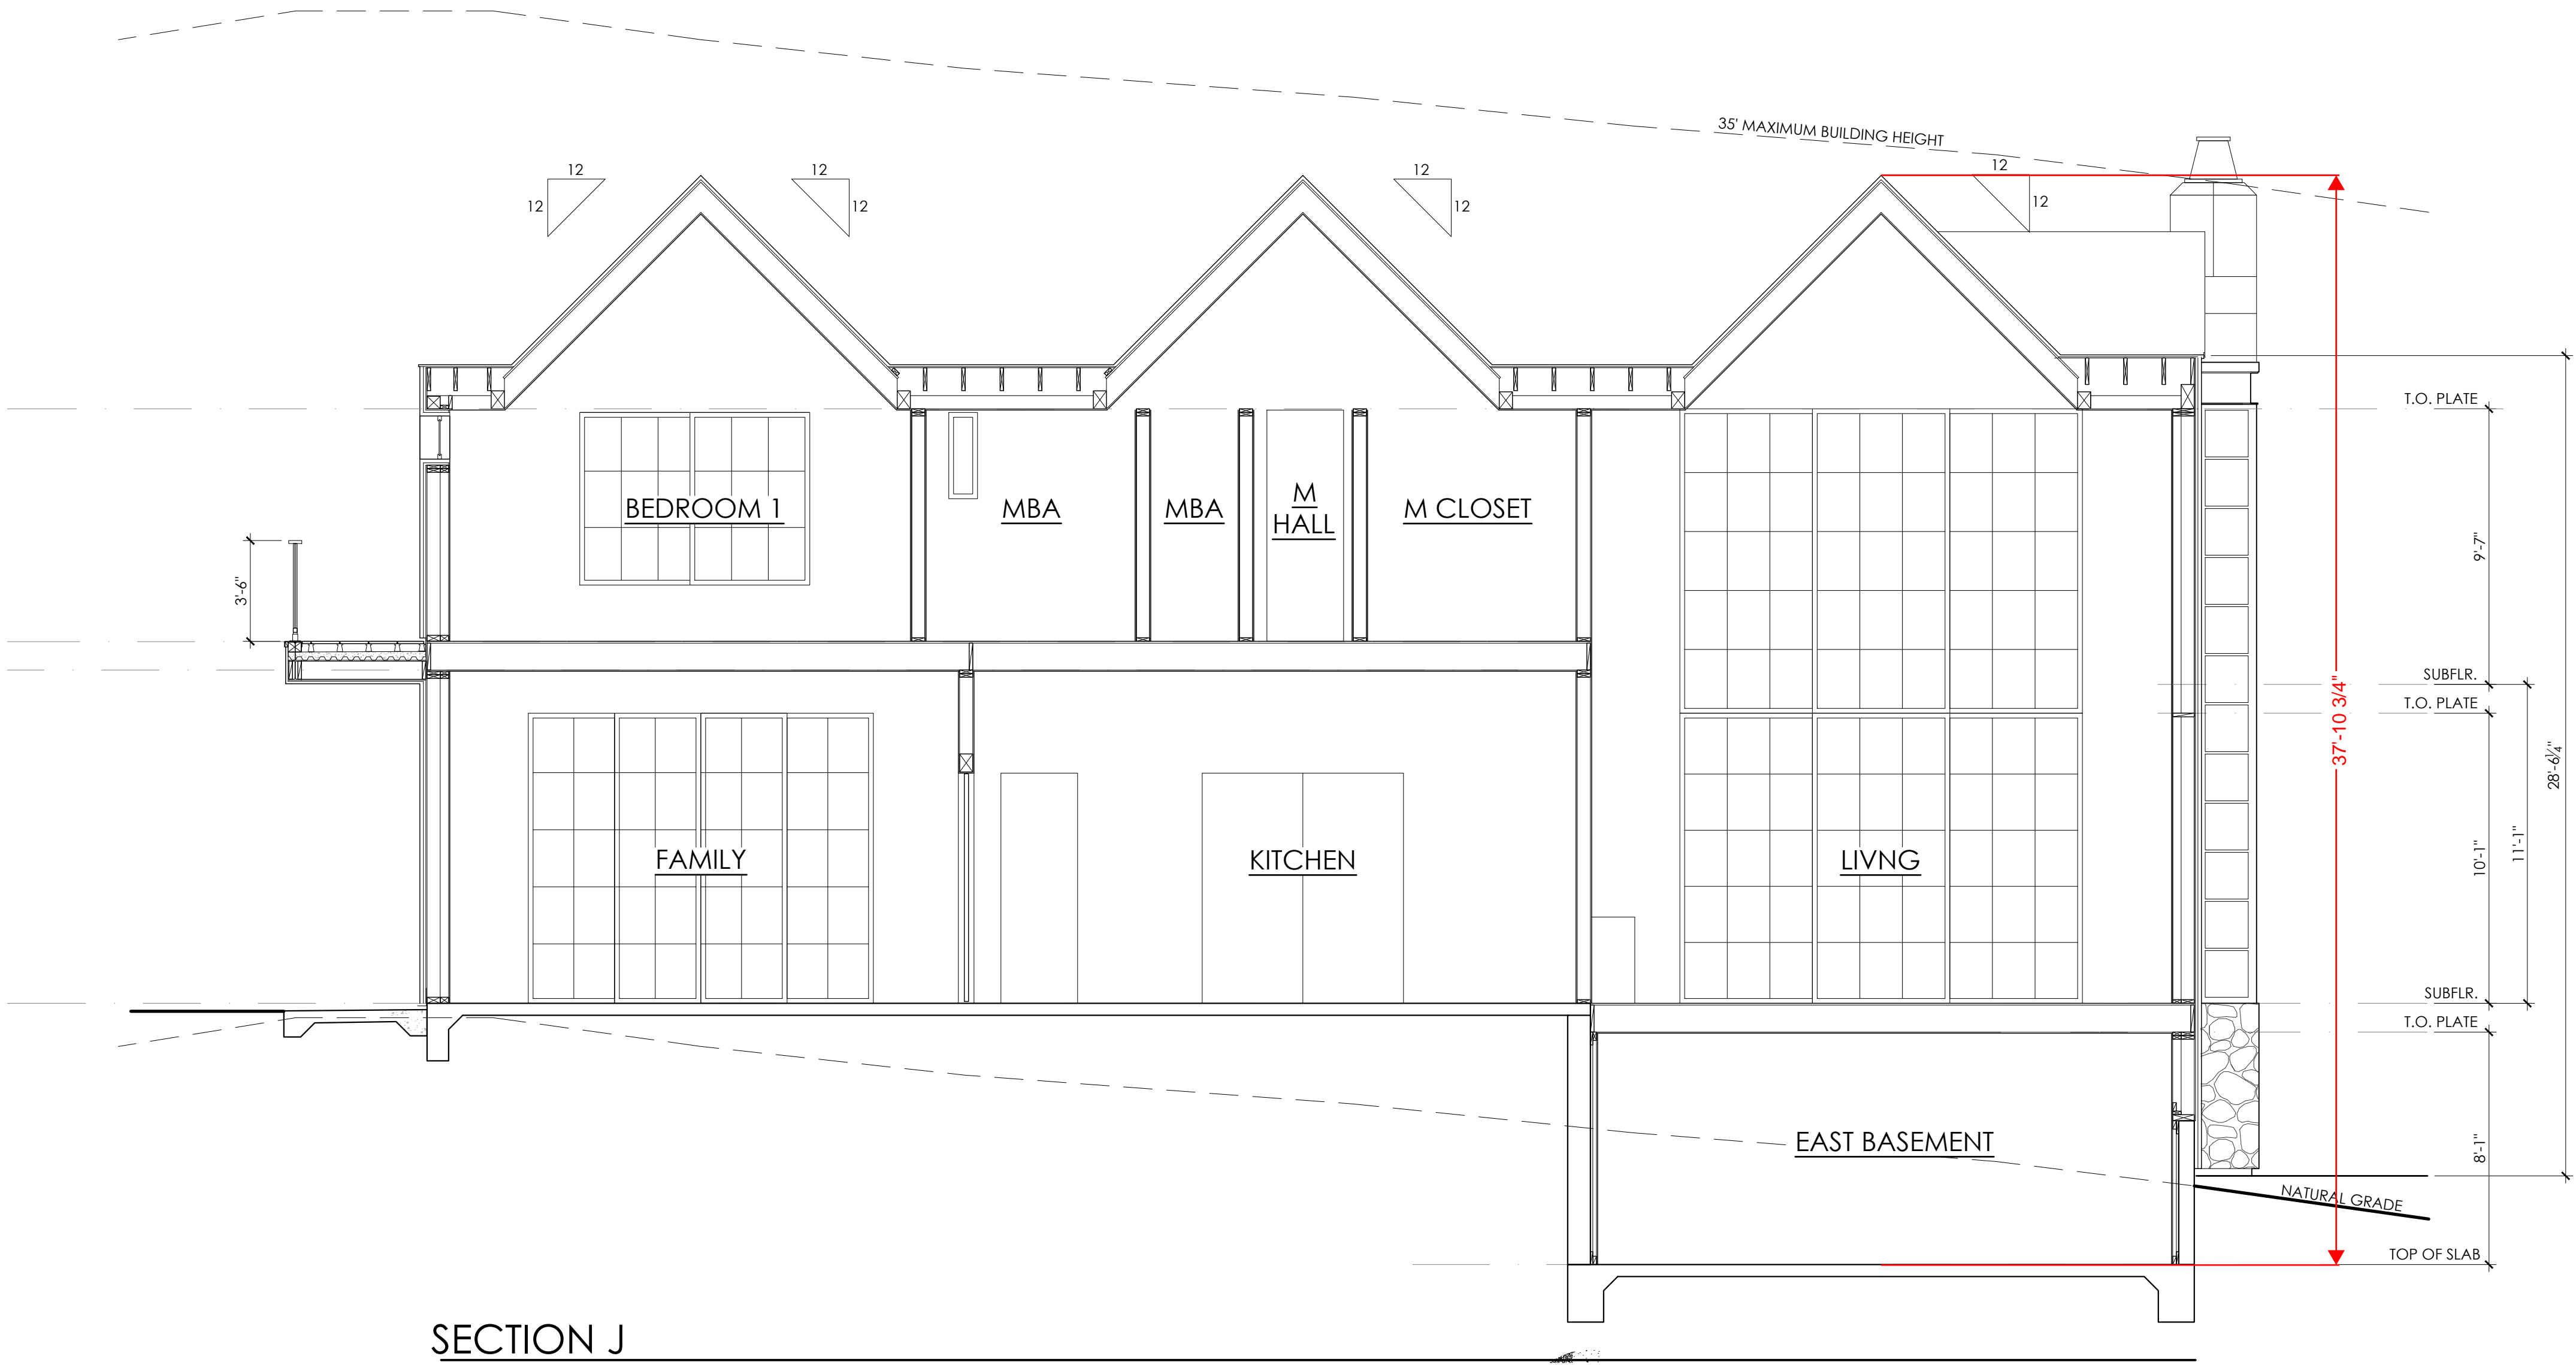 35' MAXIMUM BUILDING HEIGHT
12
12
12
12
12
12
12
12
T.O. PLATE
BEDROOM 1
MBA
MBA
M
HALL
M CLOSET
9'-7"
3'-6"
SUBFLR.
T.O. PLATE
37'-10 3/4"
28'-6¼"
FAMILY
KITCHEN
LIVNG
10'-1"
11'-1"
SUBFLR.
T.O. PLATE
EAST BASEMENT
8'-1"
NATURAL GRADE
TOP OF SLAB
SECTION J